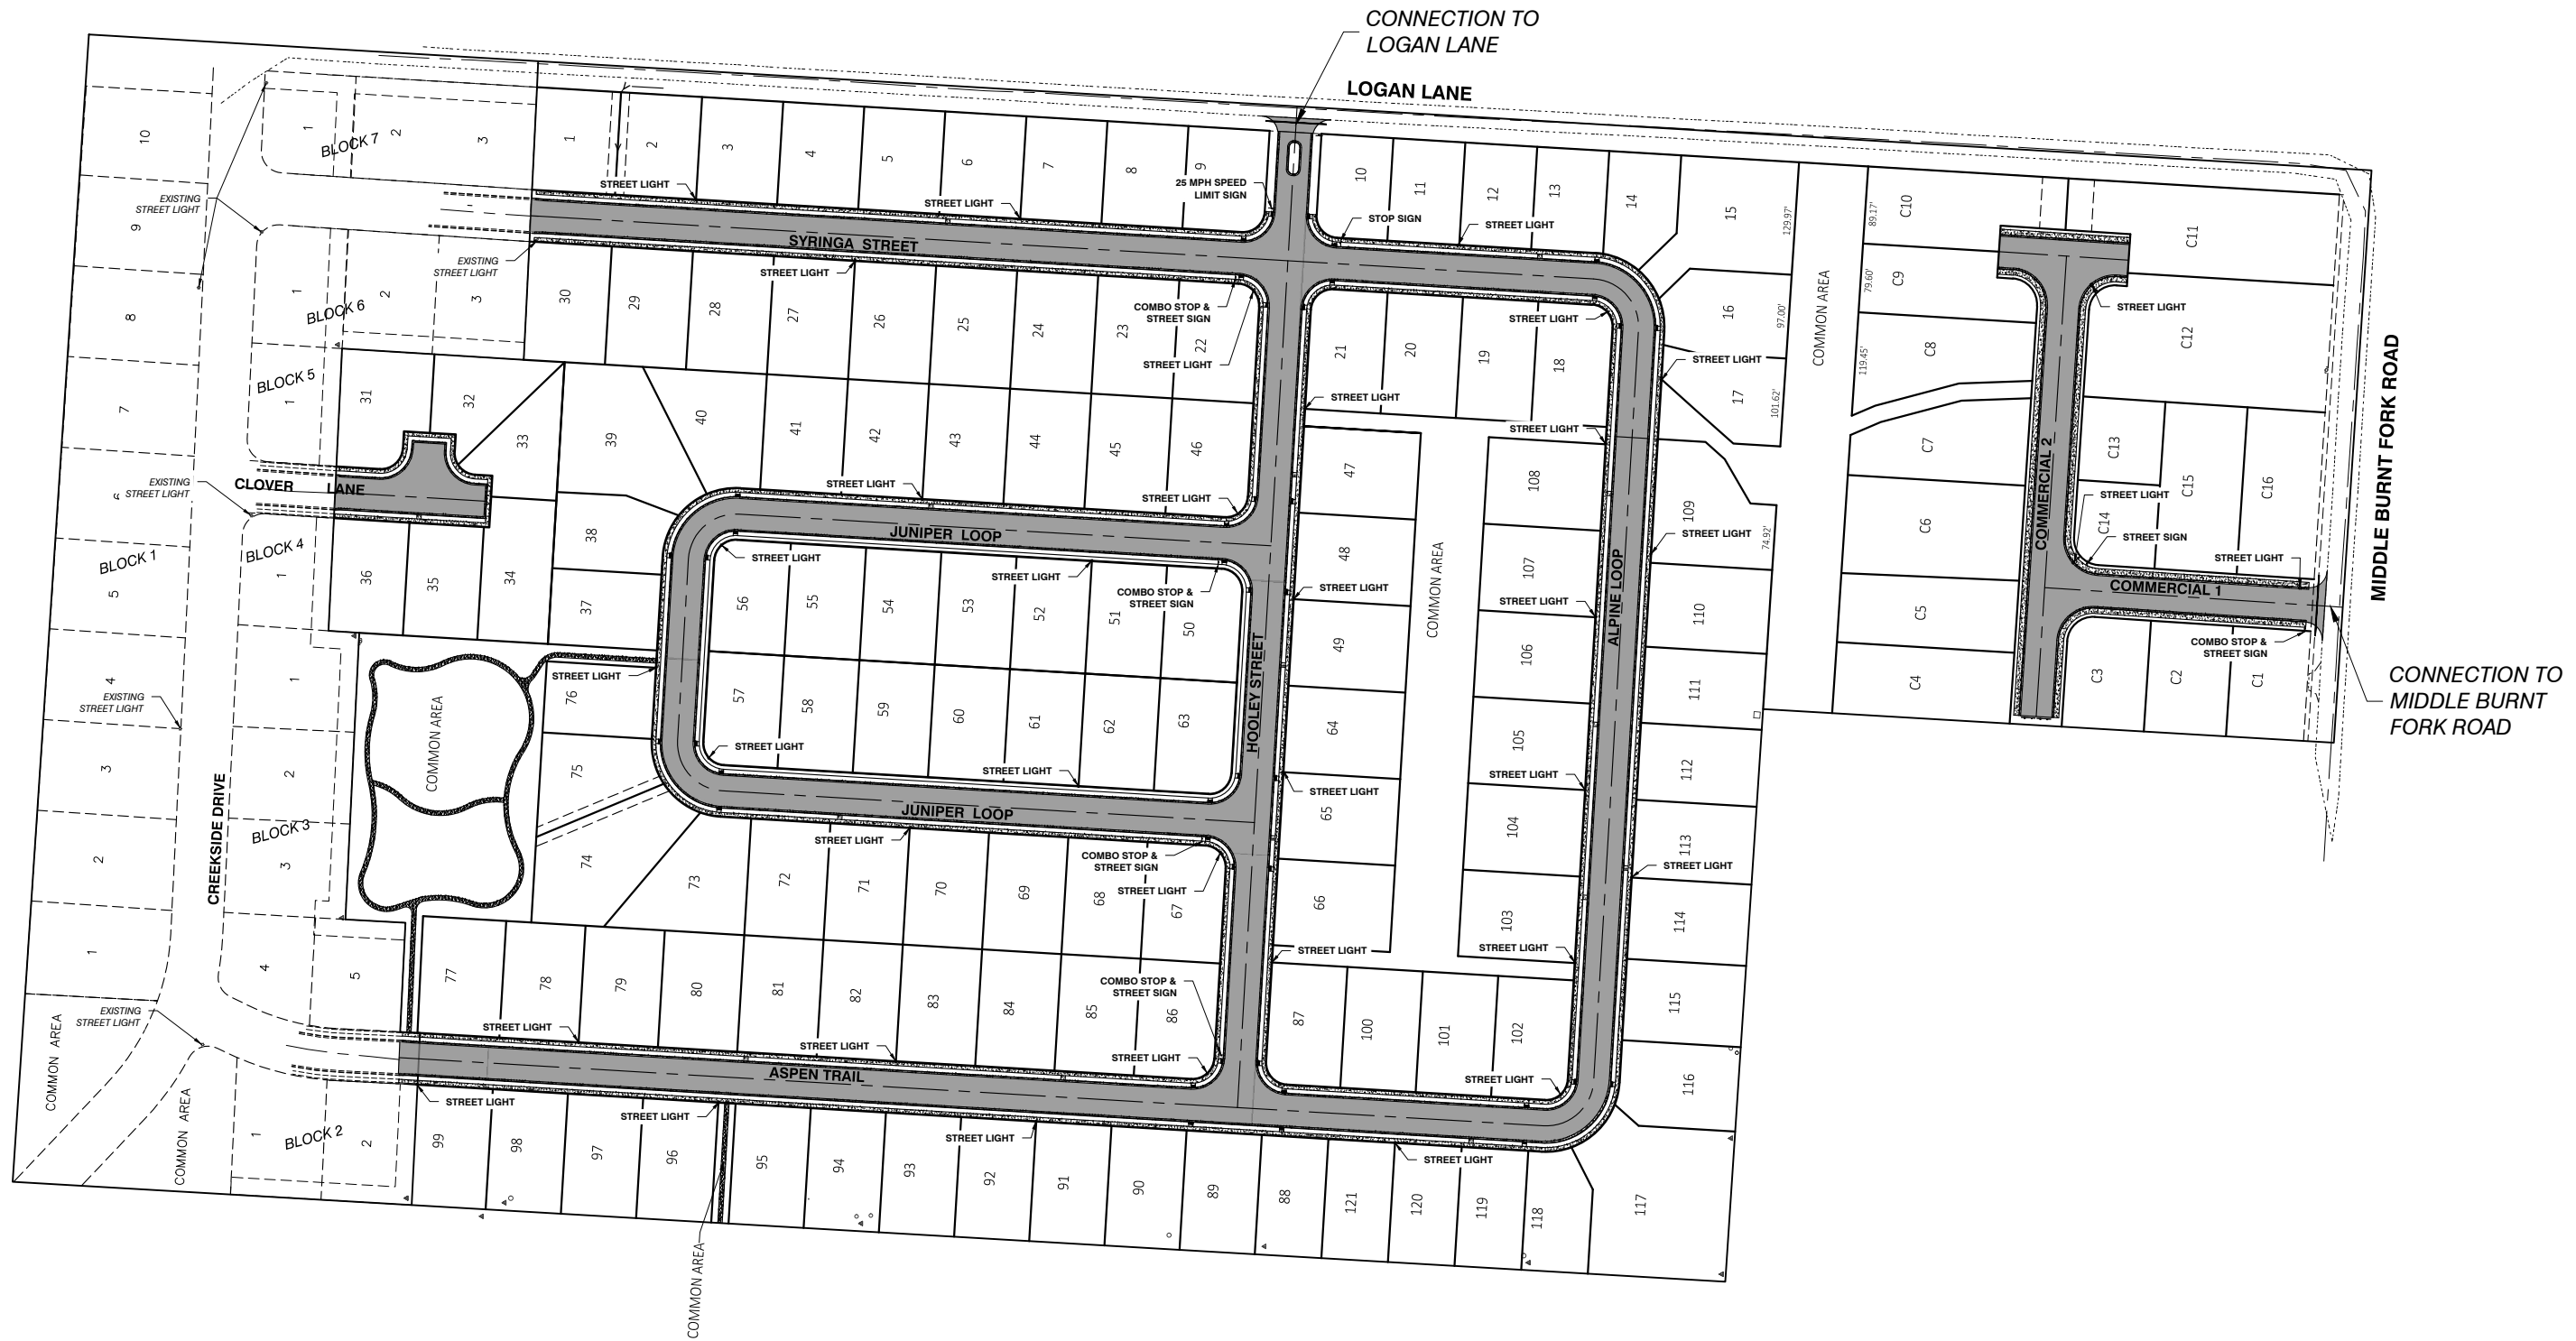 CONNECTION TO
LOGAN LANE
LOGAN LANE
10
1
BLOCK 7
2
3
1
2
3
4
5
6
7
8
9
10
11
12
13
14
15
129.97'
89.17'
C10
C11
STREET LIGHT
STREET LIGHT
25 MPH SPEED
LIMIT SIGN
STOP SIGN
STREET LIGHT
EXISTING
STREET LIGHT
9
SYRINGA STREET
EXISTING
STREET LIGHT
STREET LIGHT
COMMON AREA
C9
79.60'
8
1
BLOCK 6
2
3
30
29
28
27
26
25
24
23
22
COMBO STOP &
STREET SIGN
STREET LIGHT
21
20
19
18
STREET LIGHT
16
97.00'
STREET LIGHT
119.45'
C8
STREET LIGHT
C12
MIDDLE BURNT FORK ROAD
7
BLOCK 5
1
31
32
33
39
40
41
42
43
44
45
46
STREET LIGHT
STREET LIGHT
17
101.62'
C7
COMMERCIAL 2
C13
C15
C16
EXISTING
STREET LIGHT
CLOVER LANE
STREET LIGHT
STREET LIGHT
47
108
109
74.92'
STREET LIGHT
C6
STREET LIGHT
C14
STREET SIGN
STREET LIGHT
BLOCK 1
BLOCK 4
1
38
JUNIPER LOOP
STREET LIGHT
STREET LIGHT
COMBO STOP &
STREET SIGN
48
STREET LIGHT
COMMON AREA
107
STREET LIGHT
ALPINE LOOP
110
C5
COMMERCIAL 1
5
36
35
34
37
56
55
54
53
52
51
50
HOOLEY STREET
49
106
COMBO STOP &
STREET SIGN
4
EXISTING
STREET LIGHT
1
COMMON AREA
STREET LIGHT
76
57
58
59
60
61
62
63
64
111
C4
C3
C2
C1
CONNECTION TO
MIDDLE BURNT
FORK ROAD
3
CREEKSIDE DRIVE
2
75
STREET LIGHT
STREET LIGHT
STREET LIGHT
65
105
STREET LIGHT
112
2
BLOCK 3
3
74
JUNIPER LOOP
STREET LIGHT
COMBO STOP &
STREET SIGN
STREET LIGHT
104
113
STREET LIGHT
73
72
71
70
69
68
67
66
103
114
1
4
5
77
78
79
80
81
82
83
84
85
86
COMBO STOP &
STREET SIGN
STREET LIGHT
STREET LIGHT
87
100
101
102
115
COMMON AREA
EXISTING
STREET LIGHT
STREET LIGHT
STREET LIGHT
STREET LIGHT
ASPEN TRAIL
STREET LIGHT
116
COMMON AREA
1
BLOCK 2
2
STREET LIGHT
STREET LIGHT
STREET LIGHT
STREET LIGHT
99
98
97
96
95
94
93
92
91
90
89
88
121
120
119
118
117
COMMON AREA